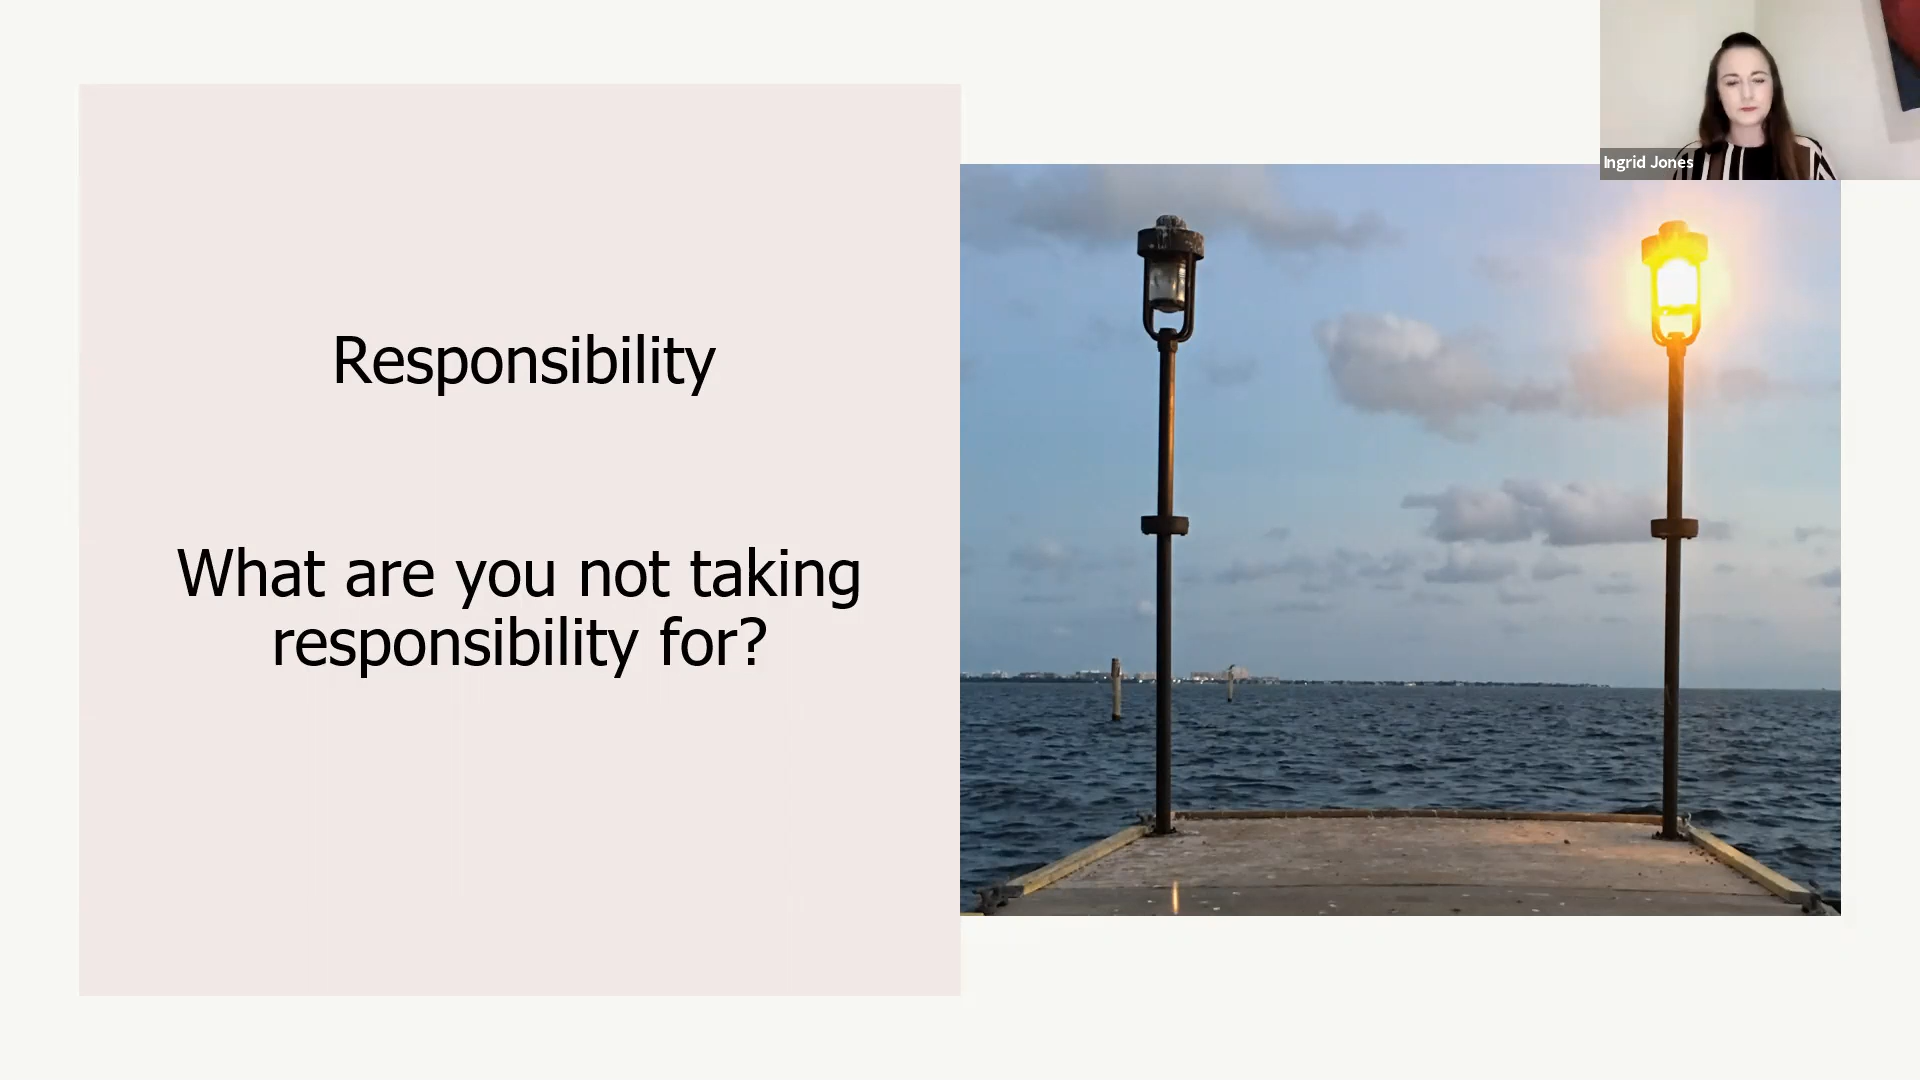 Responsibility
What are you not taking
responsibility for?
Ingrid Jones